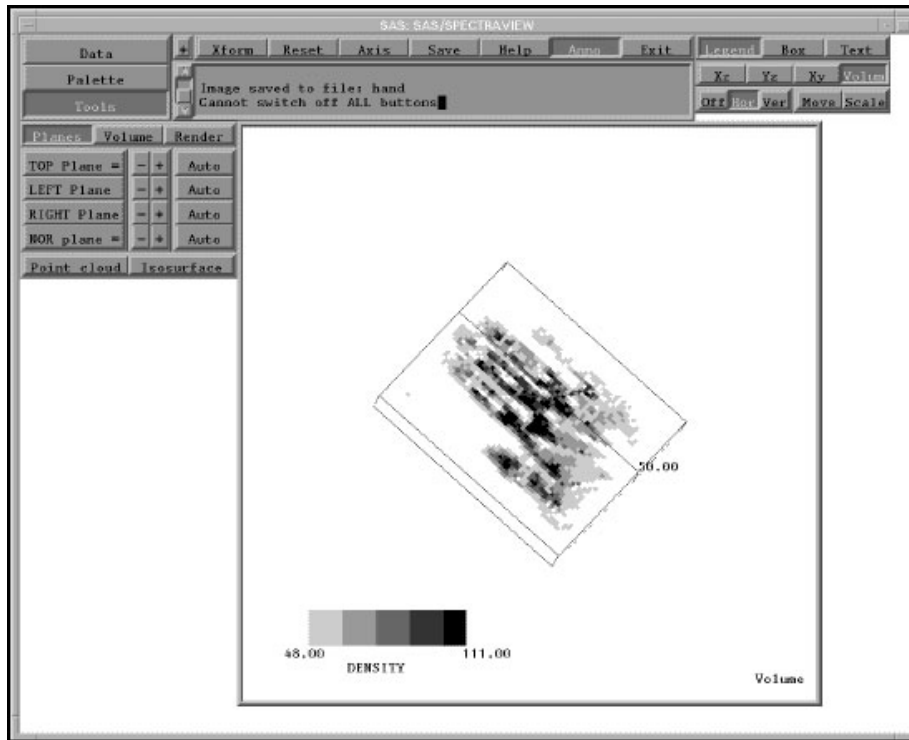 SAS: SAS/SPECTRAVIEW
Data
+ Xform Reset Axis Save Help Anno Exit
Legend Box Text
Palette
Image saved to file: hand
Xz Yz Xy Volum
Tools
Cannot switch off ALL buttons
Off Hor Ver Move Scale
Planes Volume Render
TOP Plane = - + Auto
LEFT Plane - + Auto
RIGHT Plane - + Auto
NOR plane = - + Auto
Point cloud Isosurface
50.00
48.00 111.00
DENSITY
Volume